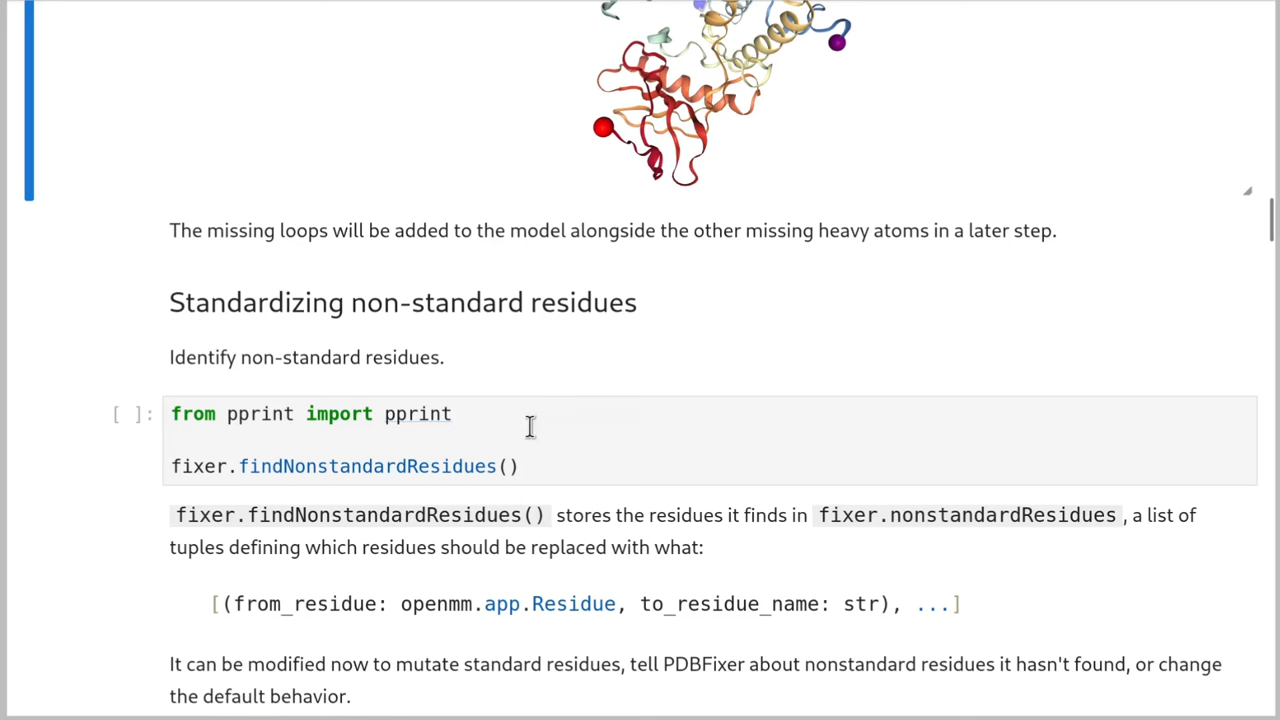 The missing loops will be added to the model alongside the other missing heavy atoms in a later step.
Standardizing non-standard residues
Identify non-standard residues.
[ ]: from pprint import pprint
fixer.findNonstandardResidues()
fixer.findNonstandardResidues() stores the residues it finds in fixer.nonstandardResidues, a list of
tuples defining which residues should be replaced with what:
[(from_residue: openmm.app.Residue, to_residue_name: str), ...]
It can be modified now to mutate standard residues, tell PDBFixer about nonstandard residues it hasn't found, or change
the default behavior.